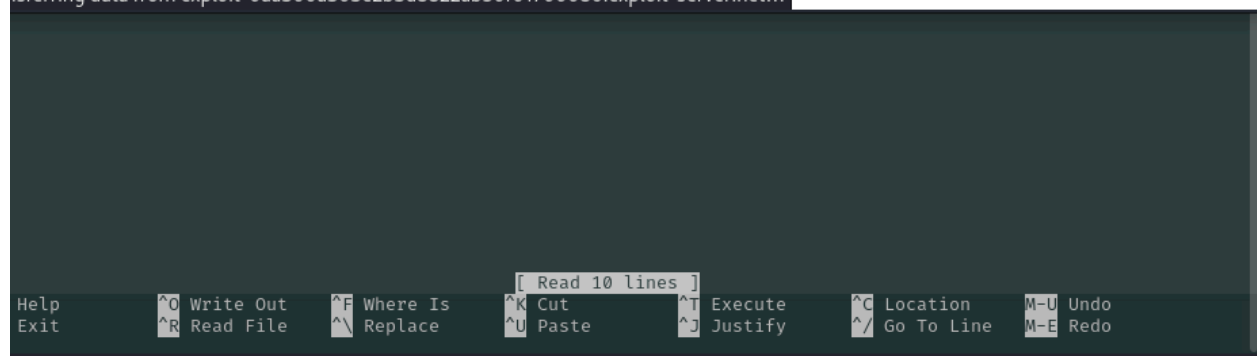 [ Read 10 lines ]
Help ^O Write Out ^F Where Is ^K Cut ^T Execute ^C Location M-U Undo
Exit ^R Read File ^\ Replace ^U Paste ^J Justify ^/ Go To Line M-E Redo